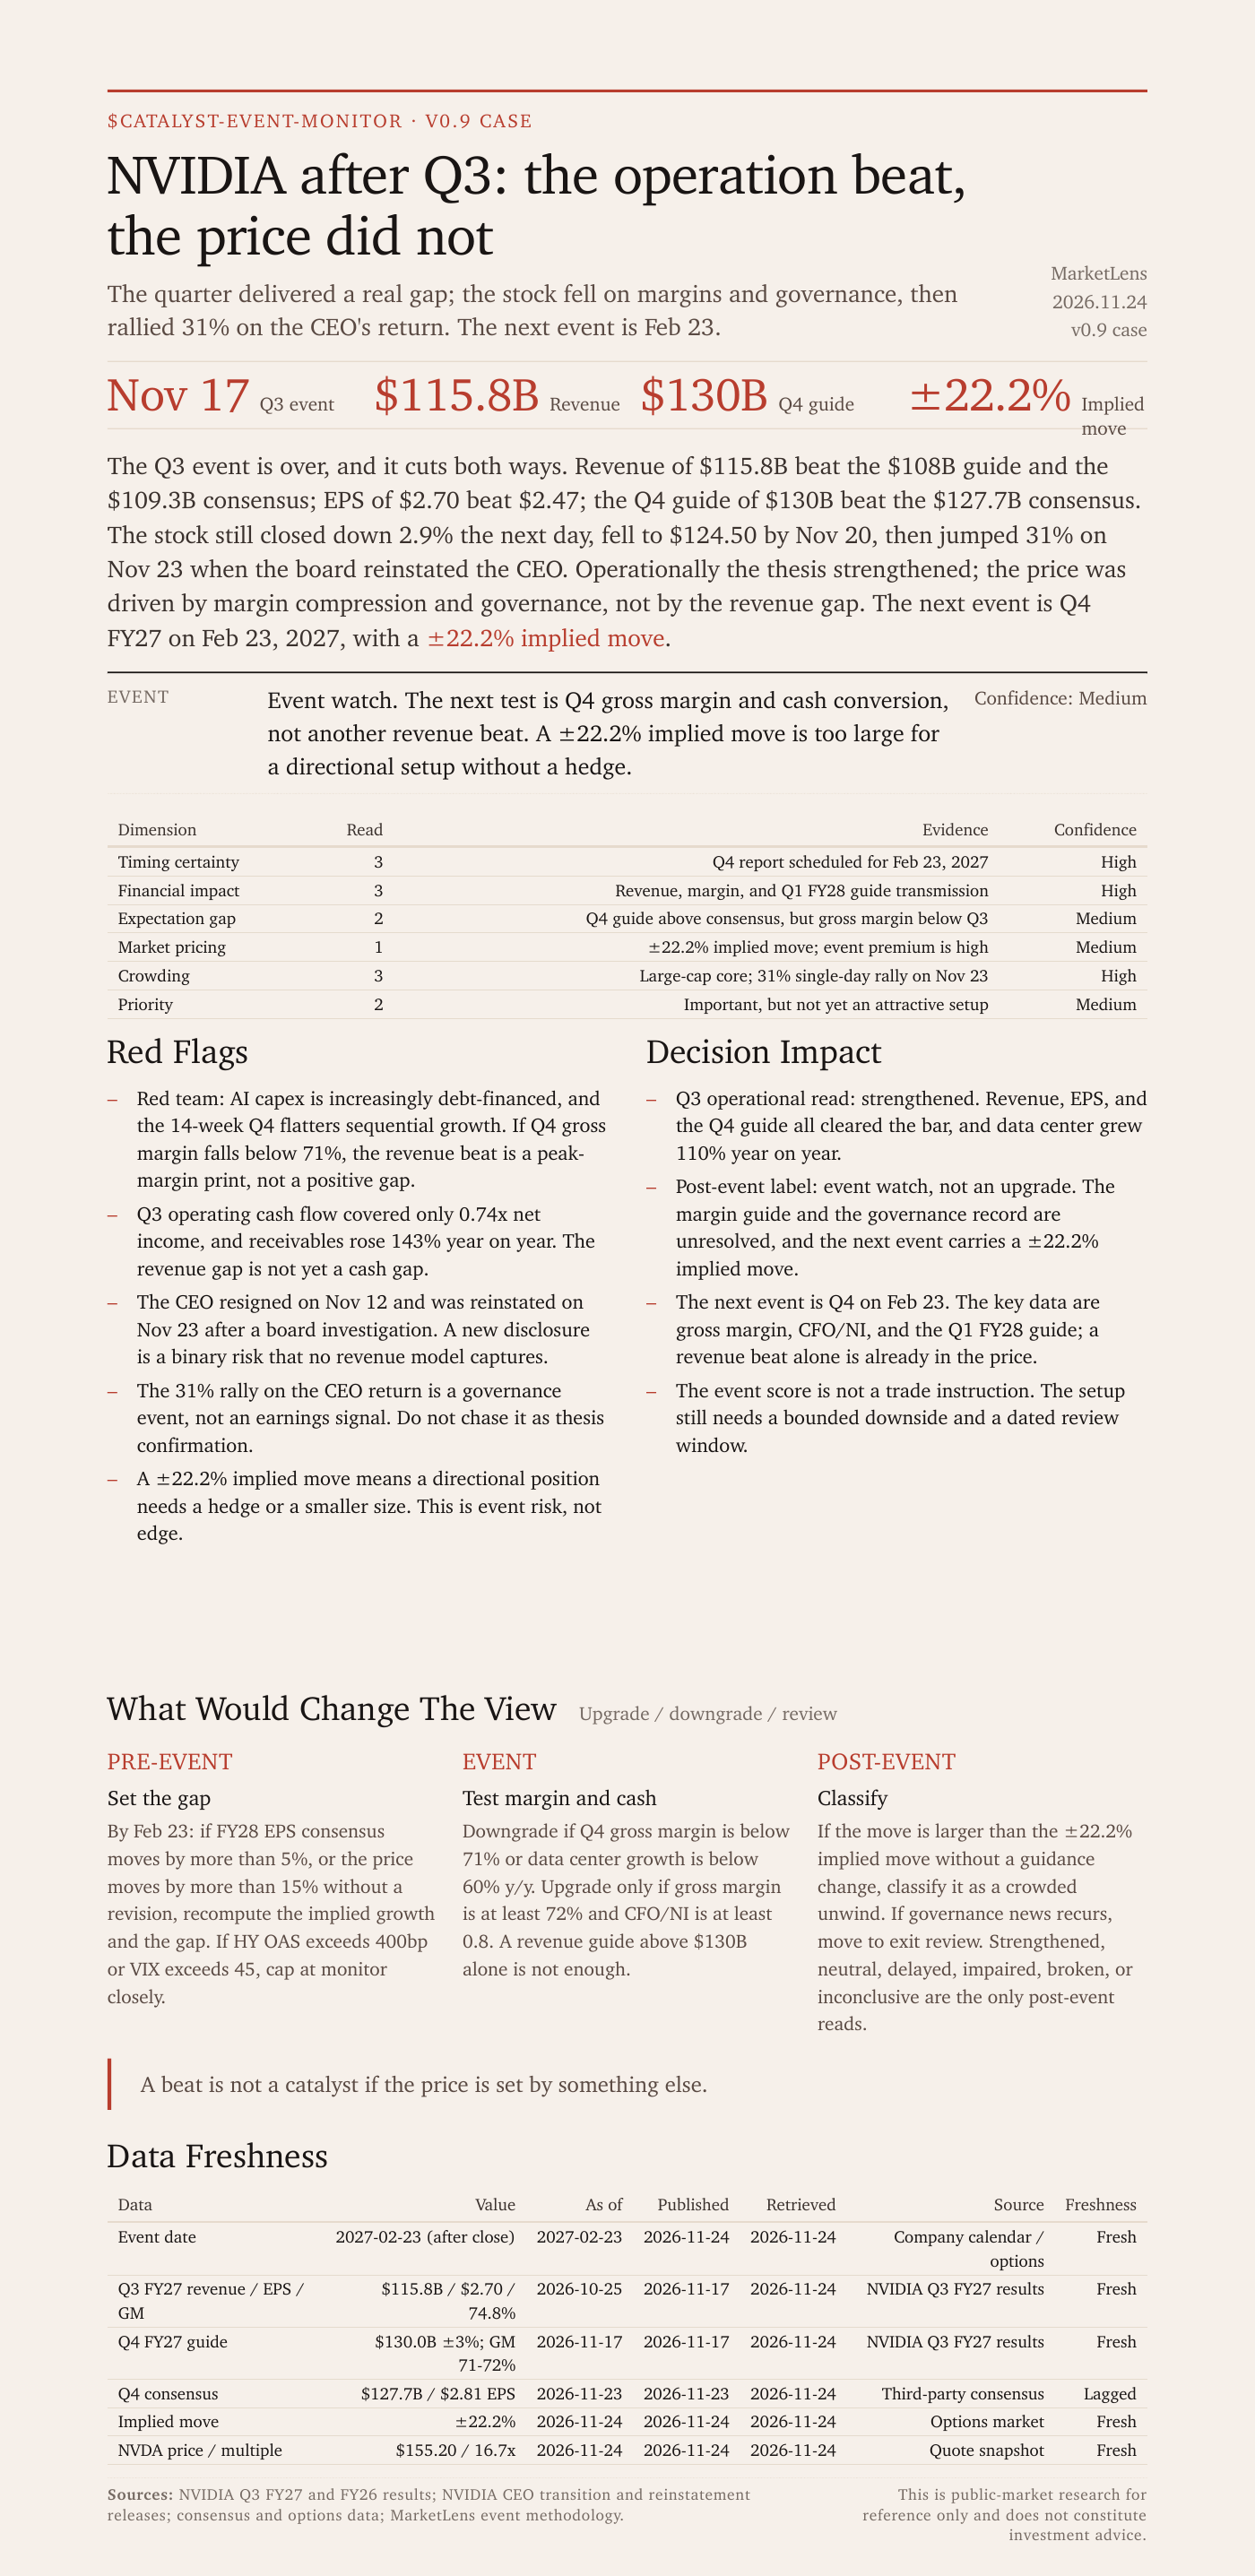 $CATALYST-EVENT-MONITOR · V0.9 CASE
NVIDIA after Q3: the operation beat,
the price did not
The quarter delivered a real gap; the stock fell on margins and governance, then
rallied 31% on the CEO's return. The next event is Feb 23.
MarketLens
2026.11.24
v0.9 case
Nov 17 Q3 event $115.8B Revenue $130B Q4 guide ±22.2% Implied
move
The Q3 event is over, and it cuts both ways. Revenue of $115.8B beat the $108B guide and the
$109.3B consensus; EPS of $2.70 beat $2.47; the Q4 guide of $130B beat the $127.7B consensus.
The stock still closed down 2.9% the next day, fell to $124.50 by Nov 20, then jumped 31% on
Nov 23 when the board reinstated the CEO. Operationally the thesis strengthened; the price was
driven by margin compression and governance, not by the revenue gap. The next event is Q4
FY27 on Feb 23, 2027, with a ±22.2% implied move.
EVENT
Event watch. The next test is Q4 gross margin and cash conversion,
not another revenue beat. A ±22.2% implied move is too large for
a directional setup without a hedge.
Confidence: Medium
Dimension Read Evidence Confidence
Timing certainty 3 Q4 report scheduled for Feb 23, 2027 High
Financial impact 3 Revenue, margin, and Q1 FY28 guide transmission High
Expectation gap 2 Q4 guide above consensus, but gross margin below Q3 Medium
Market pricing 1 ±22.2% implied move; event premium is high Medium
Crowding 3 Large-cap core; 31% single-day rally on Nov 23 High
Priority 2 Important, but not yet an attractive setup Medium
Red Flags
– Red team: AI capex is increasingly debt-financed, and
the 14-week Q4 flatters sequential growth. If Q4 gross
margin falls below 71%, the revenue beat is a peak-
margin print, not a positive gap.
– Q3 operating cash flow covered only 0.74x net
income, and receivables rose 143% year on year. The
revenue gap is not yet a cash gap.
– The CEO resigned on Nov 12 and was reinstated on
Nov 23 after a board investigation. A new disclosure
is a binary risk that no revenue model captures.
– The 31% rally on the CEO return is a governance
event, not an earnings signal. Do not chase it as thesis
confirmation.
– A ±22.2% implied move means a directional position
needs a hedge or a smaller size. This is event risk, not
edge.
Decision Impact
– Q3 operational read: strengthened. Revenue, EPS, and
the Q4 guide all cleared the bar, and data center grew
110% year on year.
– Post-event label: event watch, not an upgrade. The
margin guide and the governance record are
unresolved, and the next event carries a ±22.2%
implied move.
– The next event is Q4 on Feb 23. The key data are
gross margin, CFO/NI, and the Q1 FY28 guide; a
revenue beat alone is already in the price.
– The event score is not a trade instruction. The setup
still needs a bounded downside and a dated review
window.
What Would Change The View Upgrade / downgrade / review
PRE-EVENT
Set the gap
By Feb 23: if FY28 EPS consensus
moves by more than 5%, or the price
moves by more than 15% without a
revision, recompute the implied growth
and the gap. If HY OAS exceeds 400bp
or VIX exceeds 45, cap at monitor
closely.
EVENT
Test margin and cash
Downgrade if Q4 gross margin is below
71% or data center growth is below
60% y/y. Upgrade only if gross margin
is at least 72% and CFO/NI is at least
0.8. A revenue guide above $130B
alone is not enough.
POST-EVENT
Classify
If the move is larger than the ±22.2%
implied move without a guidance
change, classify it as a crowded
unwind. If governance news recurs,
move to exit review. Strengthened,
neutral, delayed, impaired, broken, or
inconclusive are the only post-event
reads.
A beat is not a catalyst if the price is set by something else.
Data Freshness
Data Value As of Published Retrieved Source Freshness
Event date 2027-02-23 (after close) 2027-02-23 2026-11-24 2026-11-24 Company calendar / Fresh
options
Q3 FY27 revenue / EPS / $115.8B / $2.70 / 2026-10-25 2026-11-17 2026-11-24 NVIDIA Q3 FY27 results Fresh
GM 74.8%
Q4 FY27 guide $130.0B ±3%; GM 2026-11-17 2026-11-17 2026-11-24 NVIDIA Q3 FY27 results Fresh
71-72%
Q4 consensus $127.7B / $2.81 EPS 2026-11-23 2026-11-23 2026-11-24 Third-party consensus Lagged
Implied move ±22.2% 2026-11-24 2026-11-24 2026-11-24 Options market Fresh
NVDA price / multiple $155.20 / 16.7x 2026-11-24 2026-11-24 2026-11-24 Quote snapshot Fresh
Sources: NVIDIA Q3 FY27 and FY26 results; NVIDIA CEO transition and reinstatement
releases; consensus and options data; MarketLens event methodology.
This is public-market research for
reference only and does not constitute
investment advice.